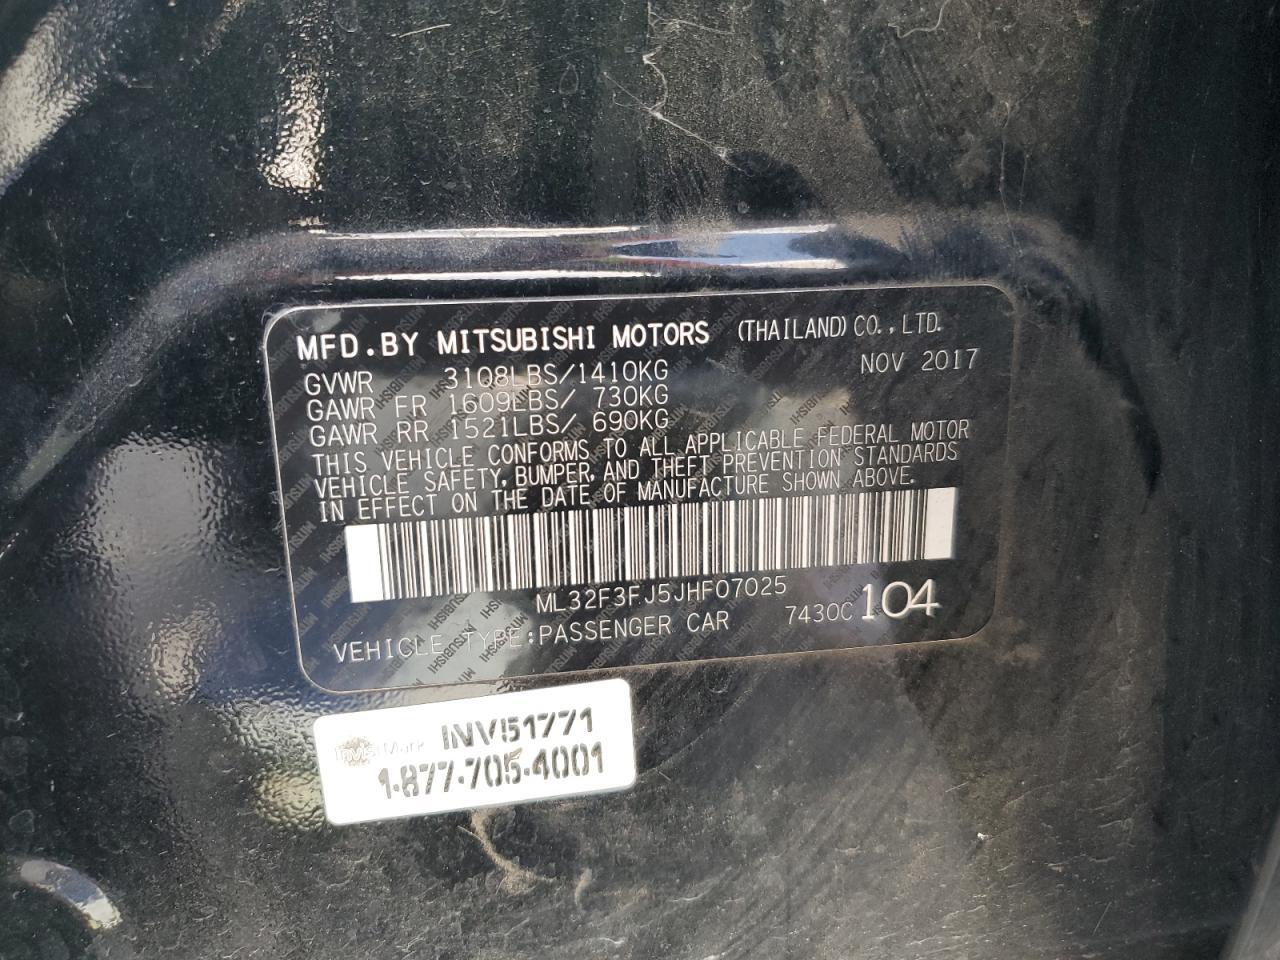 MFD.BY MITSUBISHI MOTORS (THAILAND) CO.,LTD.
GVWR 3108LBS/1410KG NOV 2017
GAWR FR 1609LBS/ 730KG
GAWR RR 1521LBS/ 690KG
THIS VEHICLE CONFORMS TO ALL APPLICABLE FEDERAL MOTOR
VEHICLE SAFETY, BUMPER, AND THEFT PREVENTION STANDARDS
IN EFFECT ON THE DATE OF MANUFACTURE SHOWN ABOVE.
ML32F3FJ5JHF07025
VEHICLE TYPE:PASSENGER CAR 7430C 104
InVisiMark INV51771
1-877-705-4001